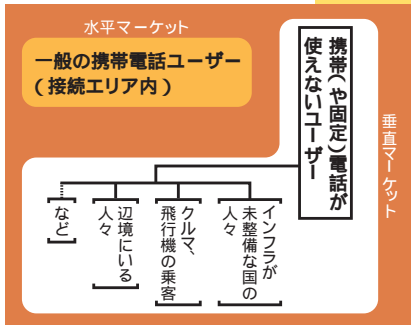 水平マーケット
一般の携帯電話ユーザー
(接続エリア内)
携帯(や固定)電話が
使えないユーザー
垂直マーケット
インフラが
未整備な国の
人々
クルマ、
飛行機の乗客
辺境にいる
人々
など